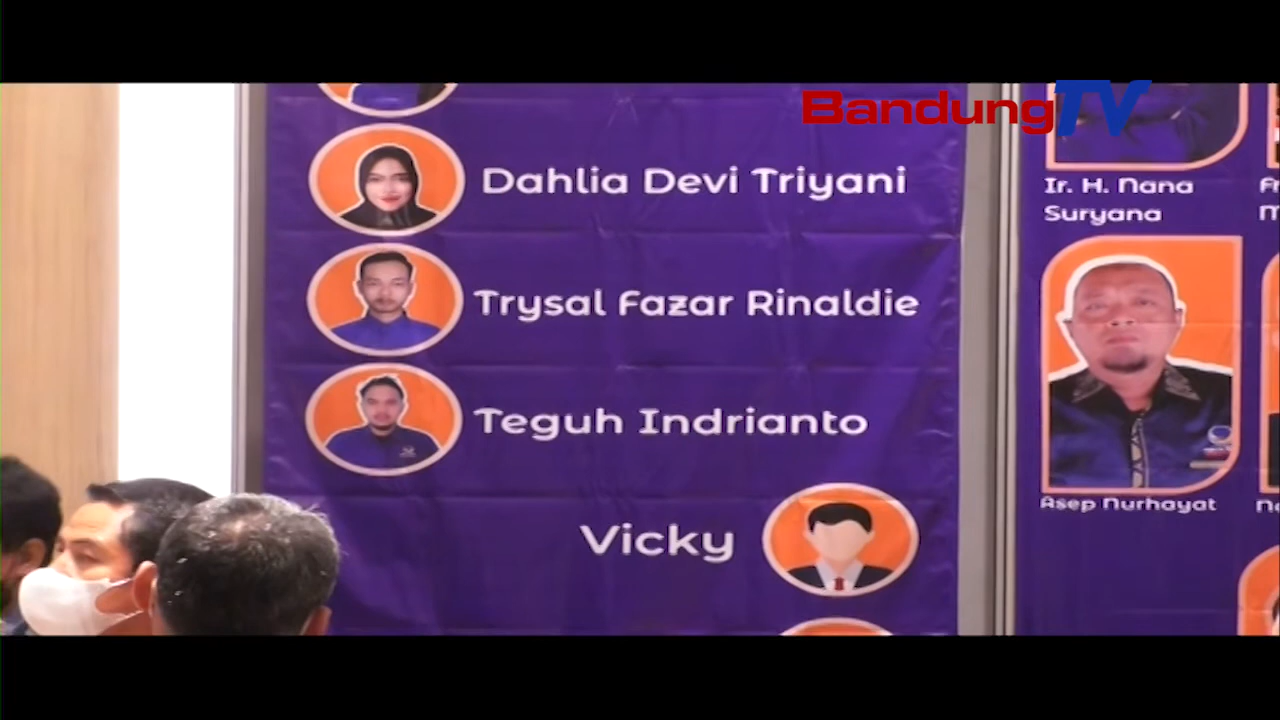 BandungTV
Dahlia Devi Triyani
Trysal Fazar Rinaldie
Teguh Indrianto
Vicky
Ir. H. Nana
Suryana
Asep Nurhayat